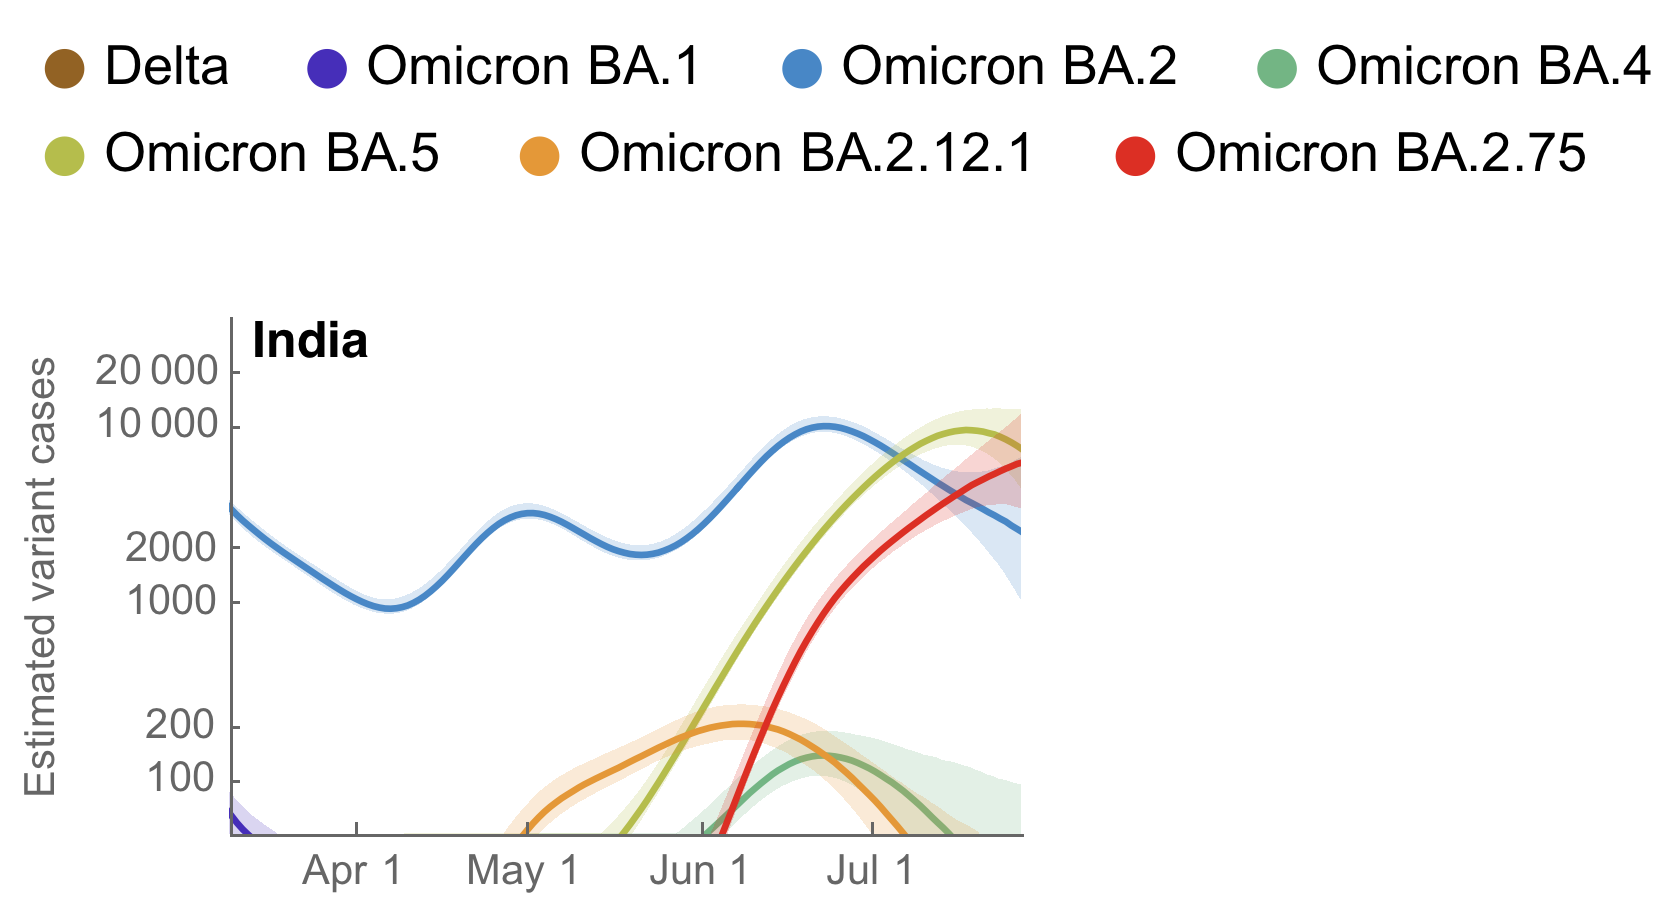 Delta Omicron BA.1 Omicron BA.2 Omicron BA.4
Omicron BA.5 Omicron BA.2.12.1 Omicron BA.2.75
India
Estimated variant cases
20 000
10 000
2000
1000
200
100
Apr 1 May 1 Jun 1 Jul 1